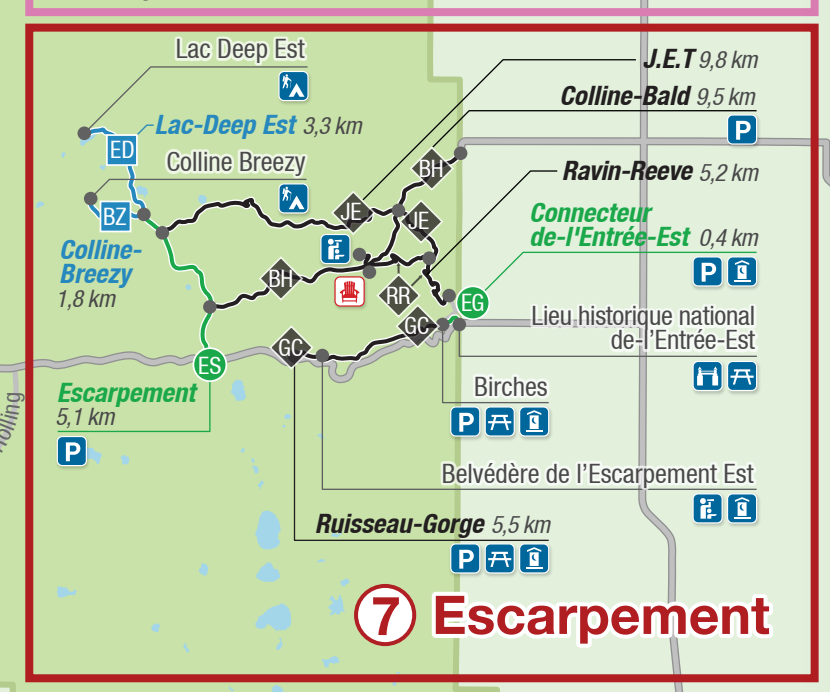 Lac Deep Est
J.E.T 9,8 km
Colline-Bald 9,5 km
P
Lac-Deep Est 3,3 km
ED
Colline Breezy
BH
Ravin-Reeve 5,2 km
BZ
JE
JE
Connecteur
de-l'Entrée-Est 0,4 km
P
Colline-
Breezy
1,8 km
BH
RR
EG
GC
Lieu historique national
de-l’Entrée-Est
GC
ES
Escarpement
5,1 km
P
Birches
P
Belvédère de l’Escarpement Est
Ruisseau-Gorge 5,5 km
P
7 Escarpement